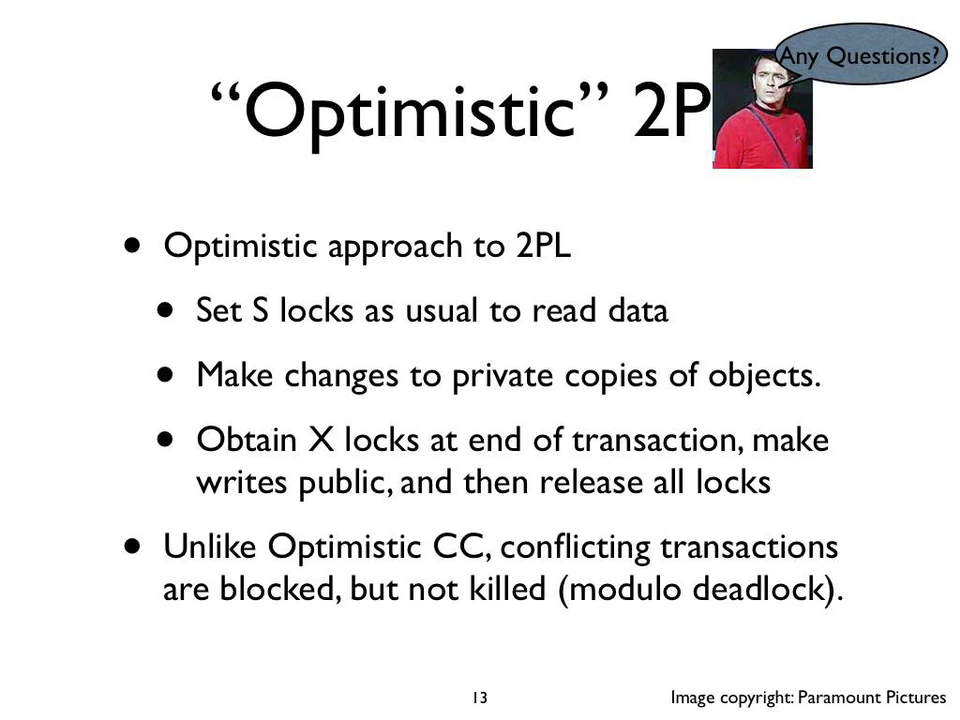 Any Questions?
“Optimistic” 2P
• Optimistic approach to 2PL
• Set S locks as usual to read data
• Make changes to private copies of objects.
• Obtain X locks at end of transaction, make
writes public, and then release all locks
• Unlike Optimistic CC, conflicting transactions
are blocked, but not killed (modulo deadlock).
13
Image copyright: Paramount Pictures